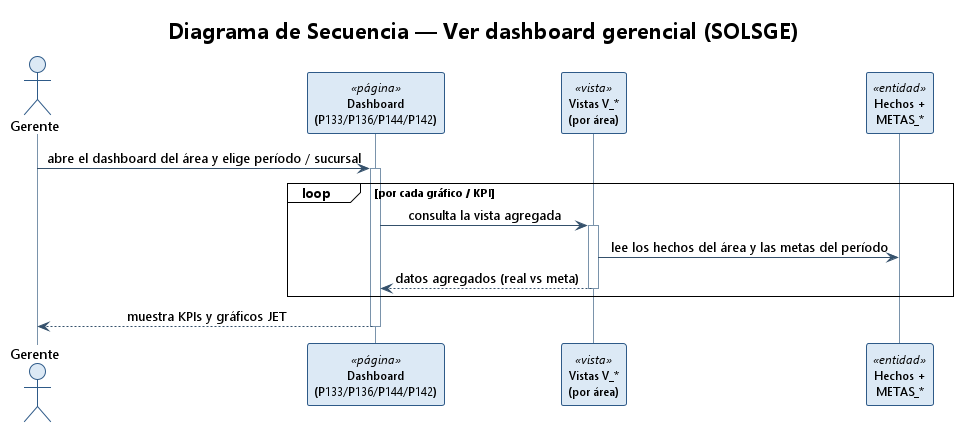 Diagrama de Secuencia — Ver dashboard gerencial (SOLSGE)
Gerente
«página»
Dashboard
(P133/P136/P144/P142)
«vista»
Vistas V_*
(por área)
«entidad»
Hechos +
METAS_*
abre el dashboard del área y elige período / sucursal
loop
[por cada gráfico / KPI]
consulta la vista agregada
lee los hechos del área y las metas del período
datos agregados (real vs meta)
muestra KPIs y gráficos JET
Gerente
«página»
Dashboard
(P133/P136/P144/P142)
«vista»
Vistas V_*
(por área)
«entidad»
Hechos +
METAS_*